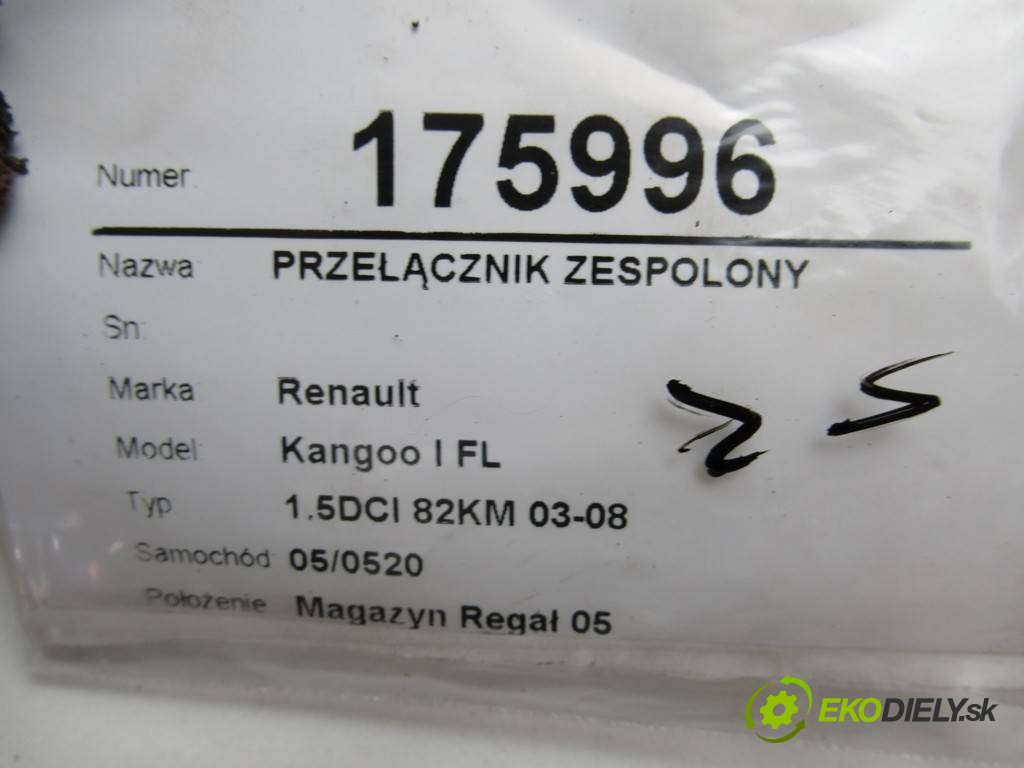 Numer: 175996
Nazwa PRZEŁĄCZNIK ZESPOLONY
Sn:
Marka Renault
Model Kangoo I FL
Typ 1.5DCI 82KM 03-08
Samochód 05/0520
Położenie Magazyn Regał 05
EKODIELY.sk